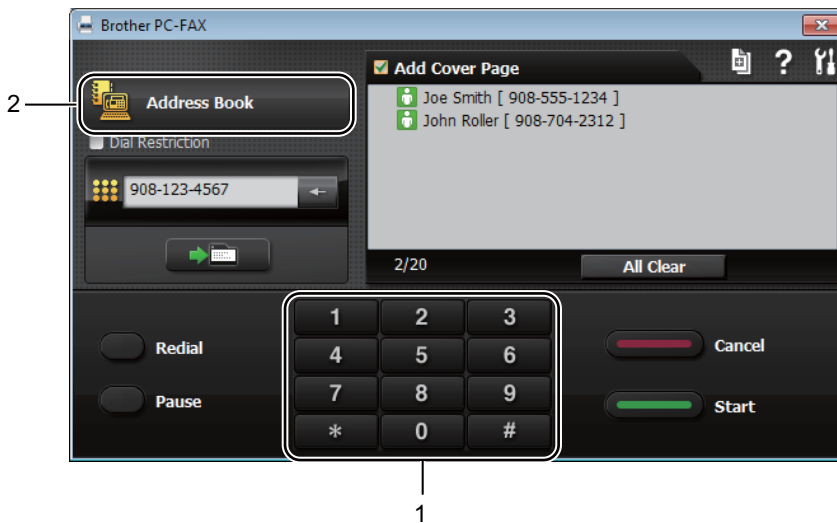 Brother PC-FAX
2
Address Book
Dial Restriction
908-123-4567
Add Cover Page
?
Joe Smith [ 908-555-1234 ]
John Roller [ 908-704-2312 ]
2/20
All Clear
Redial
Pause
1 2 3
4 5 6
7 8 9
* 0 #
Cancel
Start
1